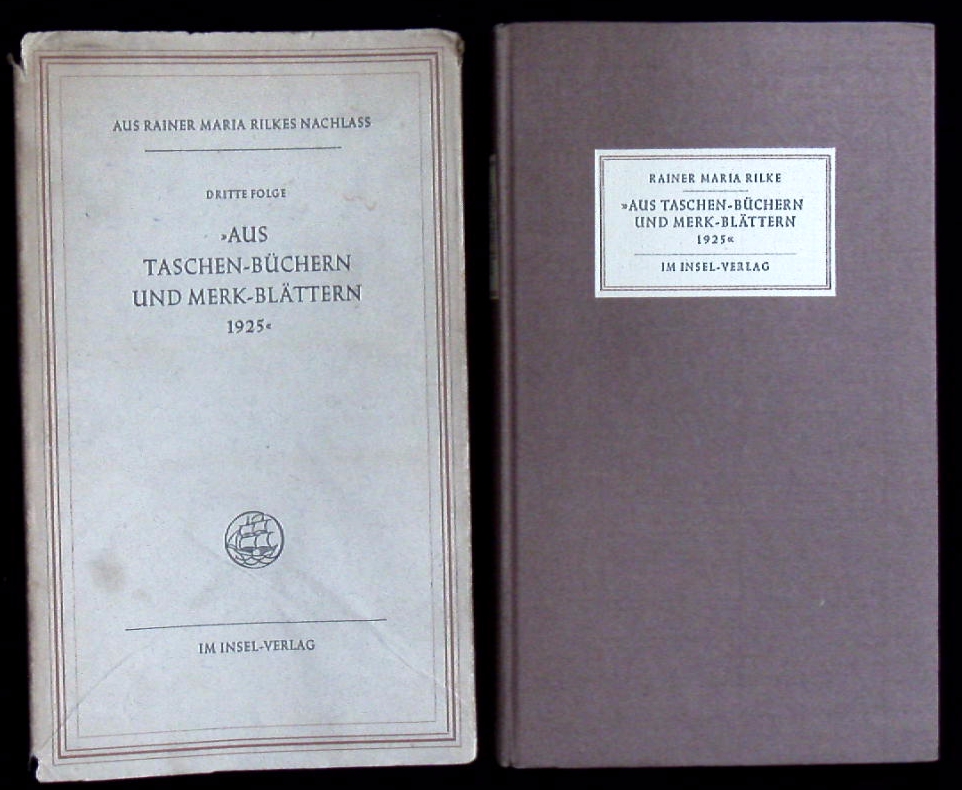 AUS RAINER MARIA RILKES NACHLASS
DRITTE FOLGE
»AUS
TASCHEN-BÜCHERN
UND MERK-BLÄTTERN
1925«
IM INSEL-VERLAG
RAINER MARIA RILKE
»AUS TASCHEN-BÜCHERN
UND MERK-BLÄTTERN
1925«
IM INSEL-VERLAG